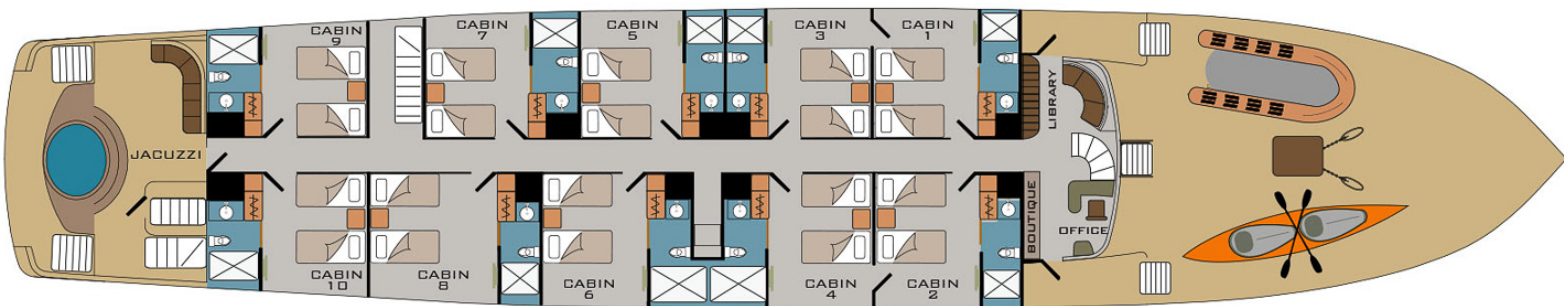 CABIN
9
CABIN
7
CABIN
5
CABIN
3
CABIN
1
LIBRARY
JACUZZI
BOUTIQUE
OFFICE
CABIN
10
CABIN
8
CABIN
6
CABIN
4
CABIN
2